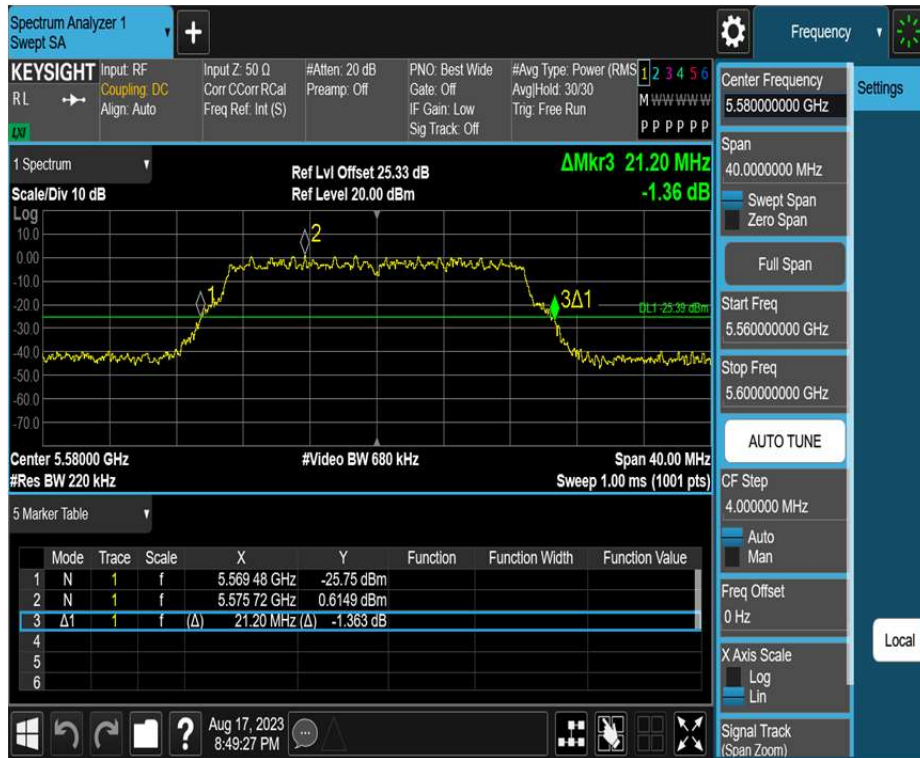 Spectrum Analyzer 1
Swept SA
+
Frequency
KEYSIGHT
RL
LXI
Input: RF
Coupling: DC
Align: Auto
Input Z: 50 Ω
Corr CCorr RCal
Freq Ref: Int (S)
#Atten: 20 dB
Preamp: Off
PNO: Best Wide
Gate: Off
IF Gain: Low
Sig Track: Off
#Avg Type: Power (RMS
Avg|Hold: 30/30
Trig: Free Run
1 2 3 4 5 6
M W W W W W
P P P P P P
1 Spectrum
Scale/Div 10 dB
Ref Lvl Offset 25.33 dB
Ref Level 20.00 dBm
ΔMkr3 21.20 MHz
-1.36 dB
Log
10.0
0.00
-10.0
-20.0
-30.0
-40.0
-50.0
-60.0
-70.0
1
2
3Δ1
DL1 -25.39 dBm
Center 5.58000 GHz
#Video BW 680 kHz
Span 40.00 MHz
#Res BW 220 kHz
Sweep 1.00 ms (1001 pts)
5 Marker Table
Mode Trace Scale X Y Function Function Width Function Value
1 N 1 f 5.569 48 GHz -25.75 dBm
2 N 1 f 5.575 72 GHz 0.6149 dBm
3 Δ1 1 f (Δ) 21.20 MHz (Δ) -1.363 dB
4
5
6
?
Aug 17, 2023
8:49:27 PM
Center Frequency
5.580000000 GHz
Settings
Span
40.0000000 MHz
Swept Span
Zero Span
Full Span
Start Freq
5.560000000 GHz
Stop Freq
5.600000000 GHz
AUTO TUNE
CF Step
4.000000 MHz
Auto
Man
Freq Offset
0 Hz
Local
X Axis Scale
Log
Lin
Signal Track
(Span Zoom)